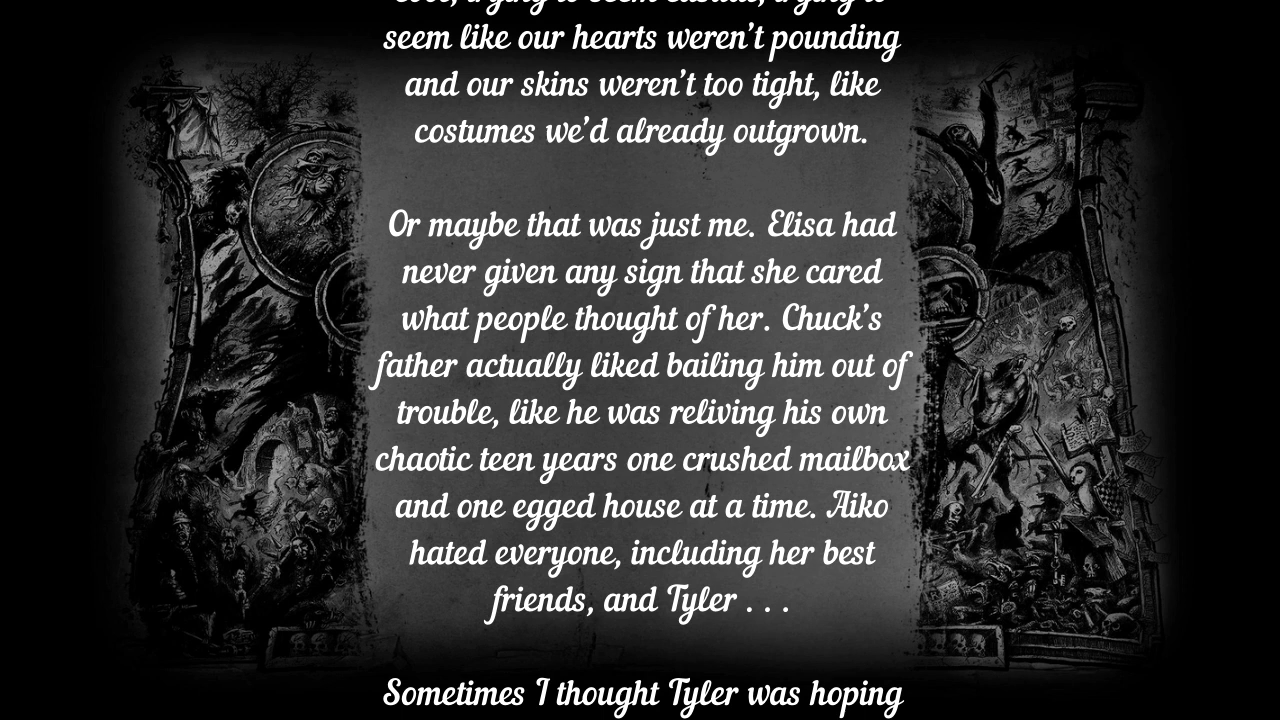 seem like our hearts weren't pounding
and our skins weren't too tight, like
costumes we'd already outgrown.
Or maybe that was just me. Elisa had
never given any sign that she cared
what people thought of her. Chuck's
father actually liked bailing him out of
trouble, like he was reliving his own
chaotic teen years one crushed mailbox
and one egged house at a time. Aiko
hated everyone, including her best
friends, and Tyler . . .
Sometimes I thought Tyler was hoping